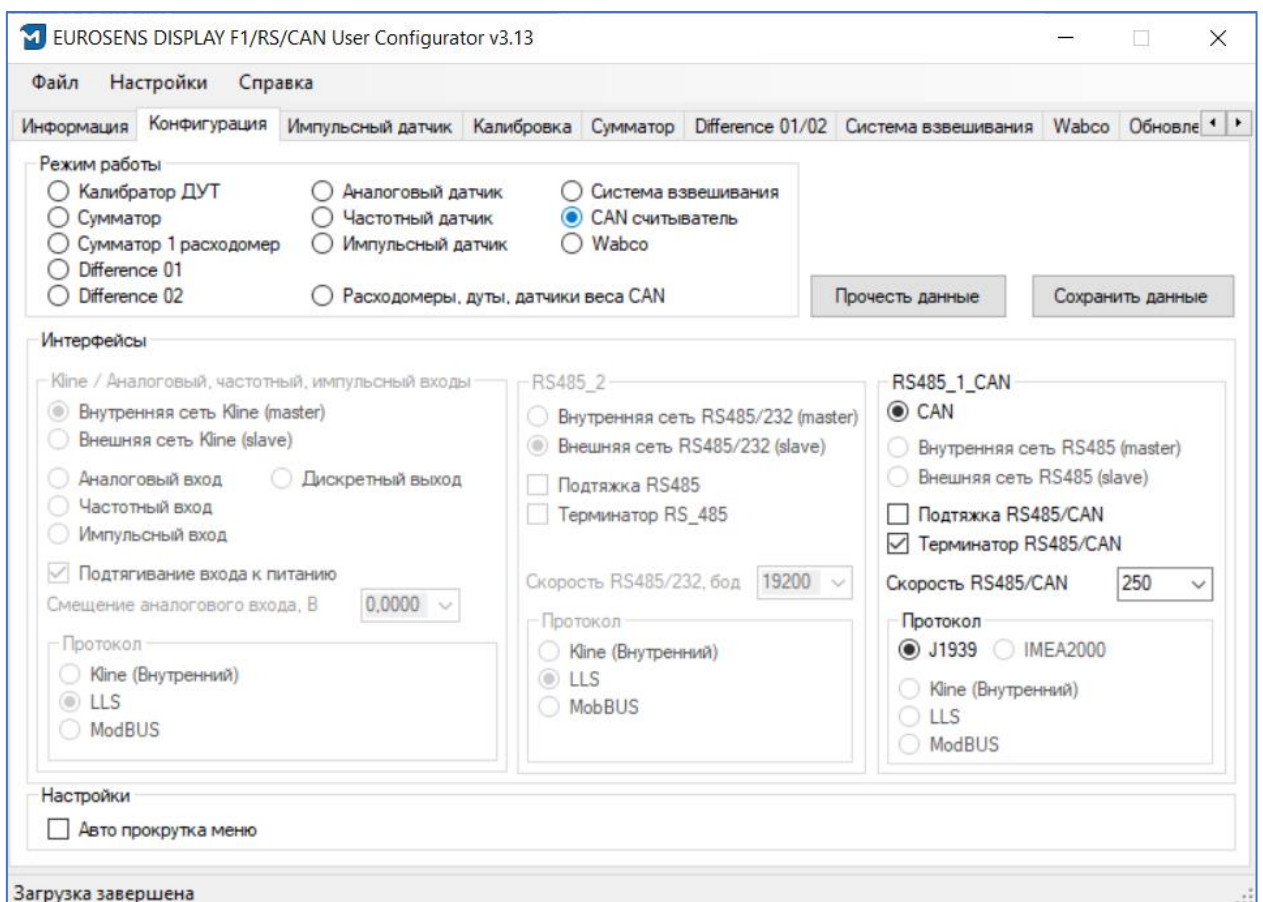 EUROSENS DISPLAY F1/RS/CAN User Configurator v3.13
Файл Настройки Справка
Информация Конфигурация Импульсный датчик Калибровка Сумматор Difference 01/02 Система взвешивания Wabco Обновле
Режим работы
Калибратор ДУТ Аналоговый датчик Система взвешивания
Сумматор Частотный датчик CAN считыватель
Сумматор 1 расходомер Импульсный датчик Wabco
Difference 01
Difference 02 Расходомеры, дуты, датчики веса CAN
Прочесть данные Сохранить данные
Интерфейсы
Kline / Аналоговый, частотный, импульсный входы
Внутренняя сеть Kline (master)
Внешняя сеть Kline (slave)
Аналоговый вход Дискретный выход
Частотный вход
Импульсный вход
Подтягивание входа к питанию
Смещение аналогового входа, В 0,0000
Протокол
Kline (Внутренний)
LLS
ModBUS
RS485_2
Внутренняя сеть RS485/232 (master)
Внешняя сеть RS485/232 (slave)
Подтяжка RS485
Терминатор RS_485
Скорость RS485/232, бод 19200
Протокол
Kline (Внутренний)
LLS
MobBUS
RS485_1_CAN
CAN
Внутренняя сеть RS485 (master)
Внешняя сеть RS485 (slave)
Подтяжка RS485/CAN
Терминатор RS485/CAN
Скорость RS485/CAN 250
Протокол
J1939 IMEA2000
Kline (Внутренний)
LLS
ModBUS
Настройки
Авто прокрутка меню
Загрузка завершена